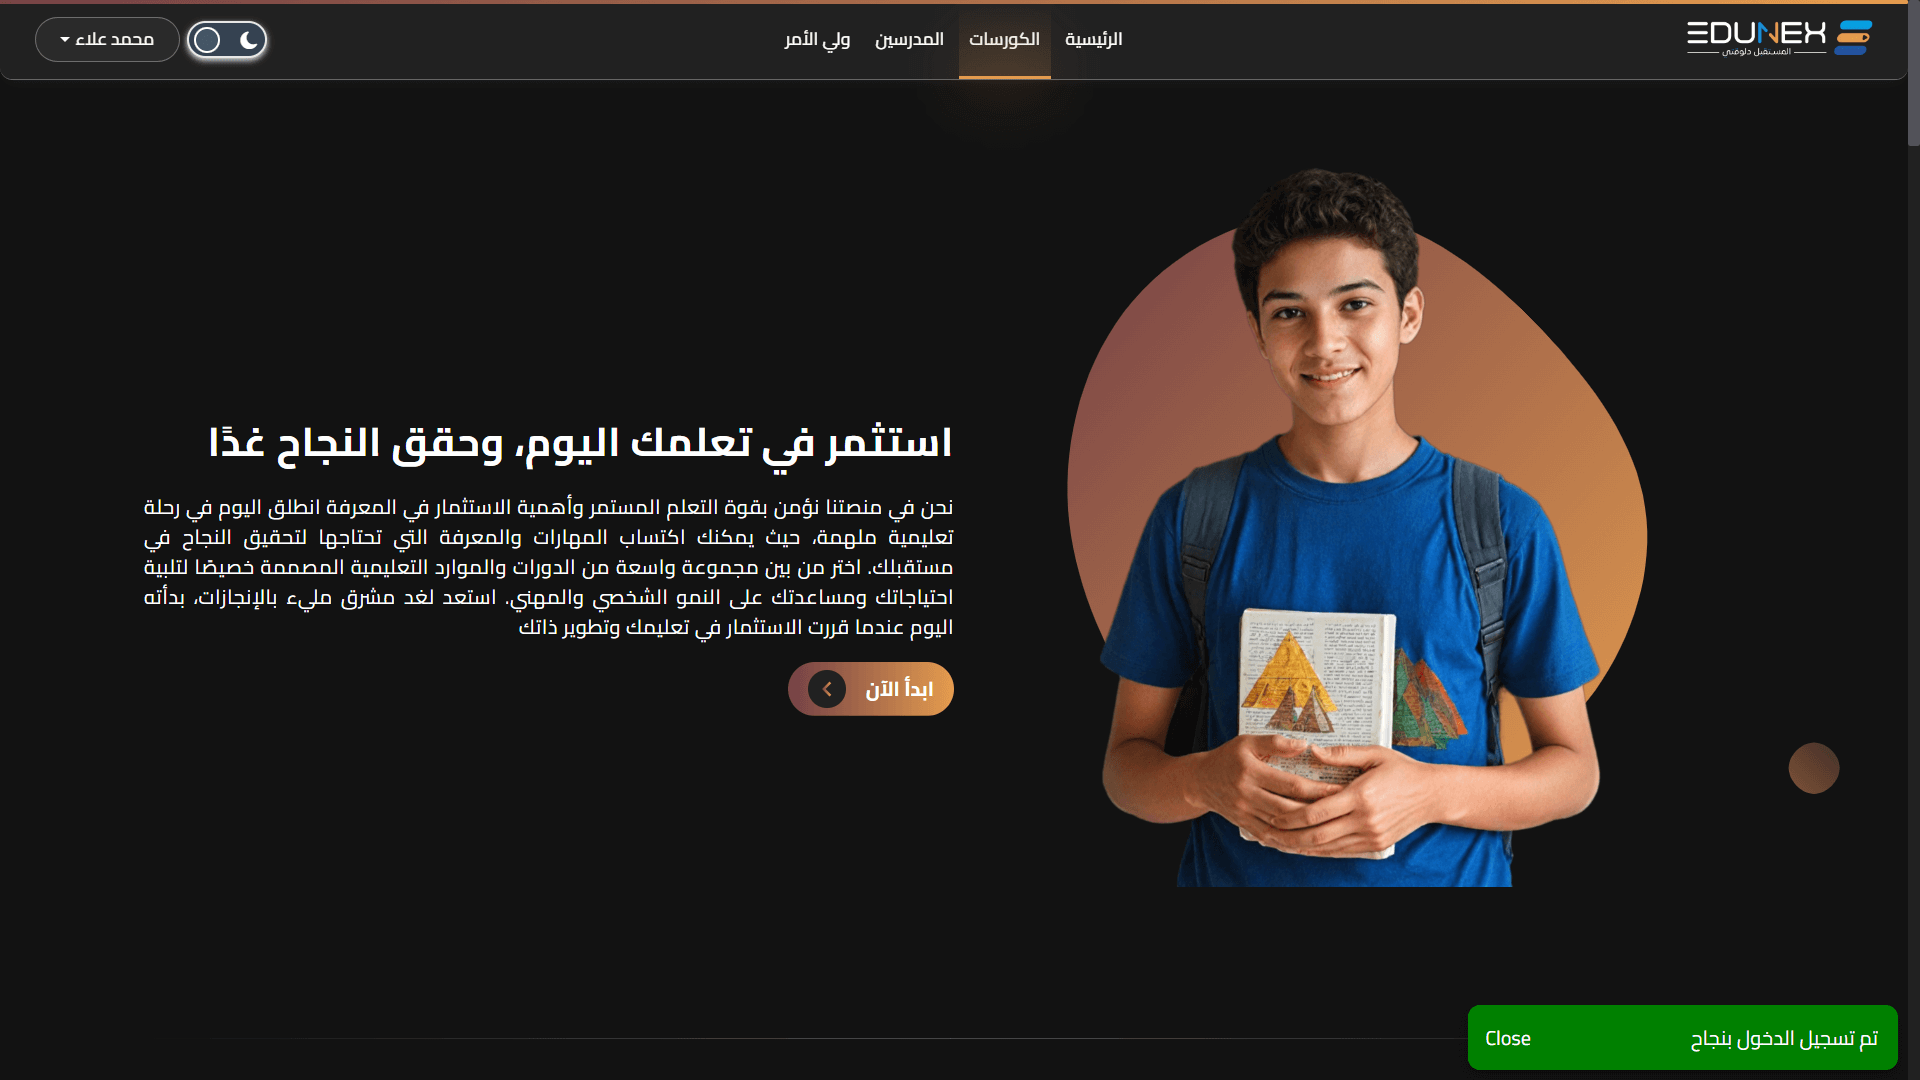 EDUNEX
الرئيسية
الكورسات
المدرسين
ولي الأمر
محمد علاء
استثمر في تعلمك اليوم، وحقق النجاح غدًا
نحن في منصتنا نؤمن بقوة التعلم المستمر وأهمية الاستثمار في المعرفة انطلق اليوم في رحلة
تعليمية ملهمة، حيث يمكنك اكتساب المهارات والمعرفة التي تحتاجها لتحقيق النجاح في
مستقبلك. اختر من بين مجموعة واسعة من الدورات والموارد التعليمية المصممة خصيصًا لتلبية
احتياجاتك ومساعدتك على النمو الشخصي والمهني. استعد لغد مشرق مليء بالإنجازات، بدأته
اليوم عندما قررت الاستثمار في تعليمك وتطوير ذاتك
ابدأ الآن
تم تسجيل الدخول بنجاح
Close